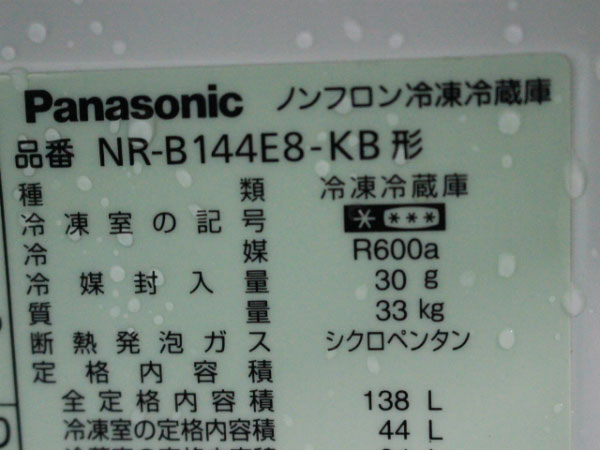 Panasonic ノンフロン冷凍冷蔵庫
品番 NR-B144E8-KB形
種類 冷凍冷蔵庫
冷凍室の記号 * ***
冷媒 R600a
冷媒封入量 30 g
質量 33 kg
断熱発泡ガス シクロペンタン
定格内容積
全定格内容積 138 L
冷凍室の定格内容積 44 L